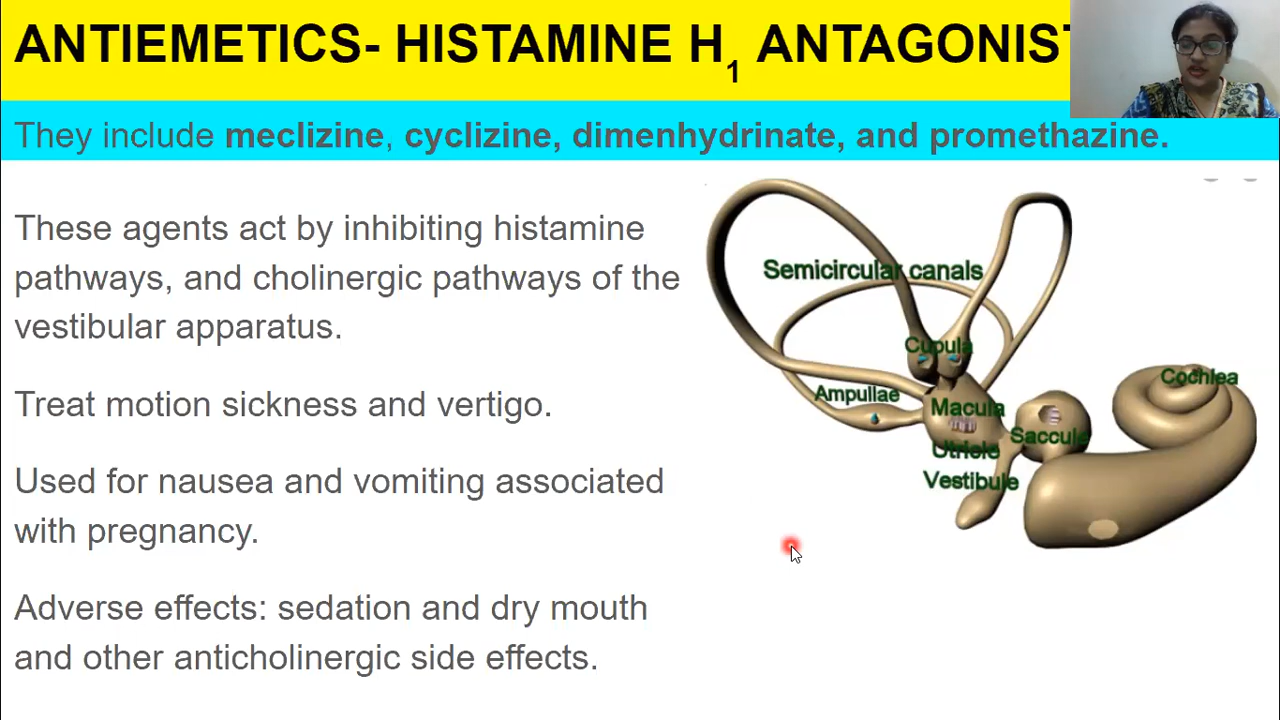 ANTIEMETICS- HISTAMINE H1 ANTAGONIST
They include meclizine, cyclizine, dimenhydrinate, and promethazine.
These agents act by inhibiting histamine
pathways, and cholinergic pathways of the
vestibular apparatus.
Treat motion sickness and vertigo.
Used for nausea and vomiting associated
with pregnancy.
Adverse effects: sedation and dry mouth
and other anticholinergic side effects.
Semicircular canals
Cupula
Ampullae
Macula
Utricle
Saccule
Vestibule
Cochlea